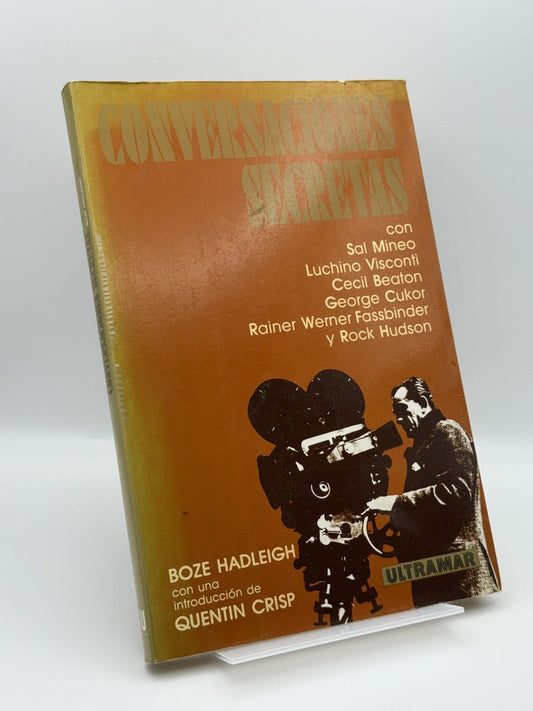 CONVERSACIONES
SECRETAS
con
Sal Mineo
Luchino Visconti
Cecil Beaton
George Cukor
Rainer Werner Fassbinder
y Rock Hudson
BOZE HADLEIGH
con una
introducción de
QUENTIN CRISP
ULTRAMAR
U